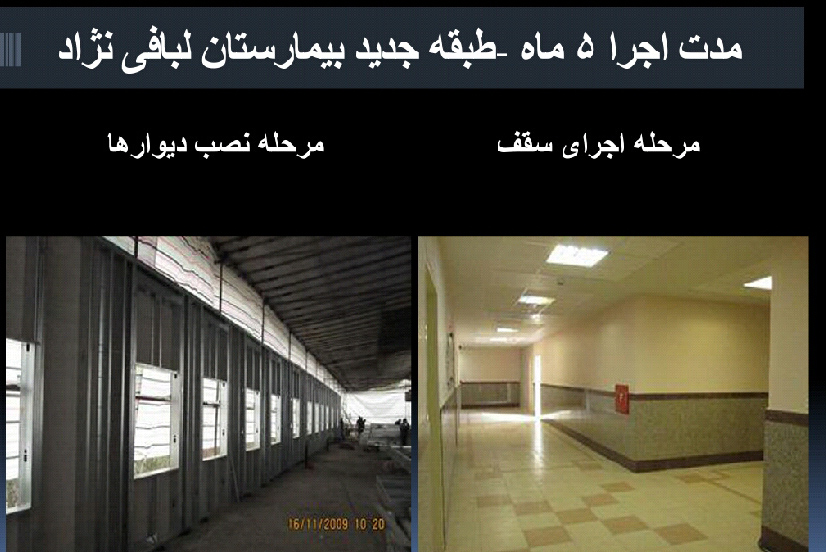 مدت اجرا ۵ ماه -طبقه جدید بیمارستان لبافی نژاد
مرحله اجرای سقف
مرحله نصب دیوارها
16/11/2009 10:20